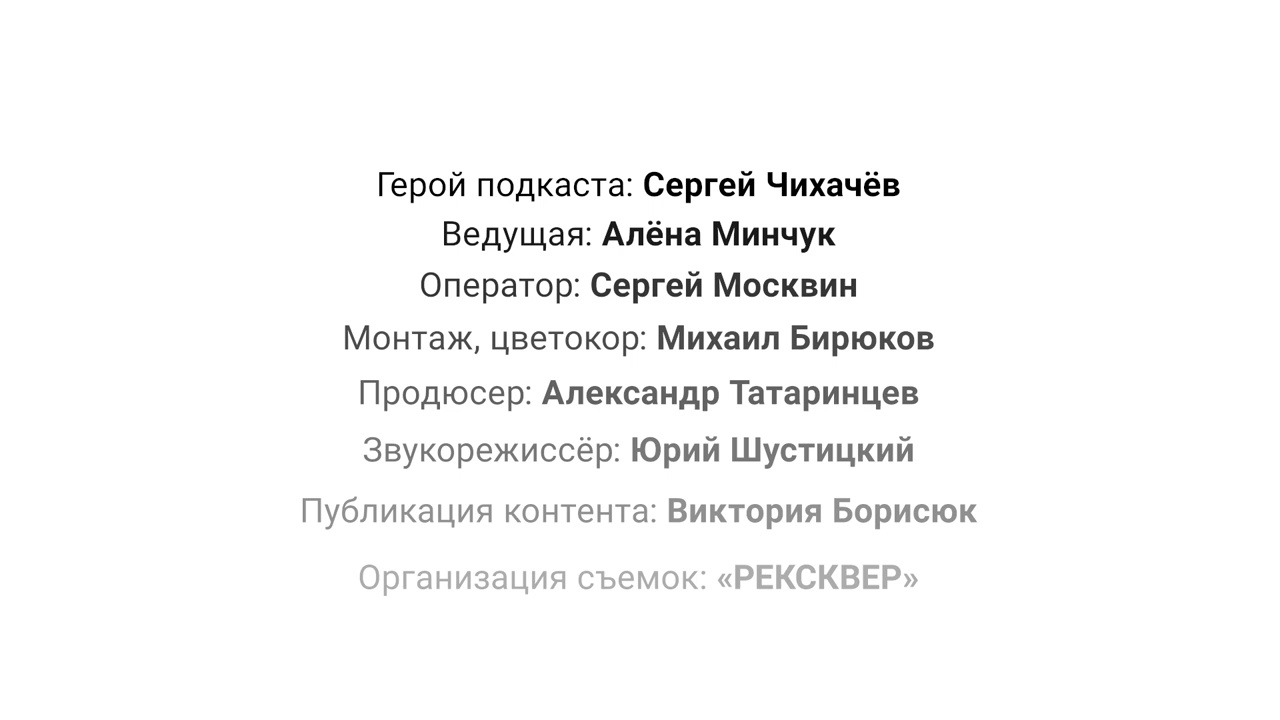 Герой подкаста: Сергей Чихачёв
Ведущая: Алёна Минчук
Оператор: Сергей Москвин
Монтаж, цветокор: Михаил Бирюков
Продюсер: Александр Татаринцев
Звукорежиссёр: Юрий Шустицкий
Публикация контента: Виктория Борисюк
Организация съемок: «РЕКСКВЕР»